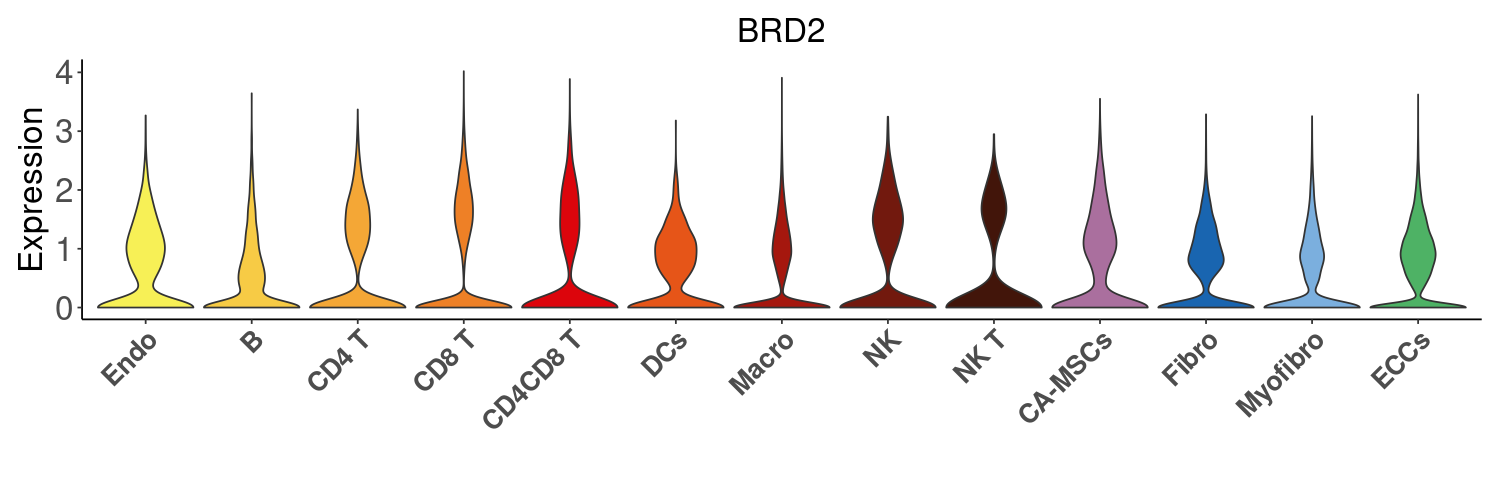 BRD2
Expression
4
3
2
1
0
Endo
B
CD4 T
CD8 T
CD4CD8 T
DCs
Macro
NK
NK T
CA-MSCs
Fibro
Myofibro
ECCs